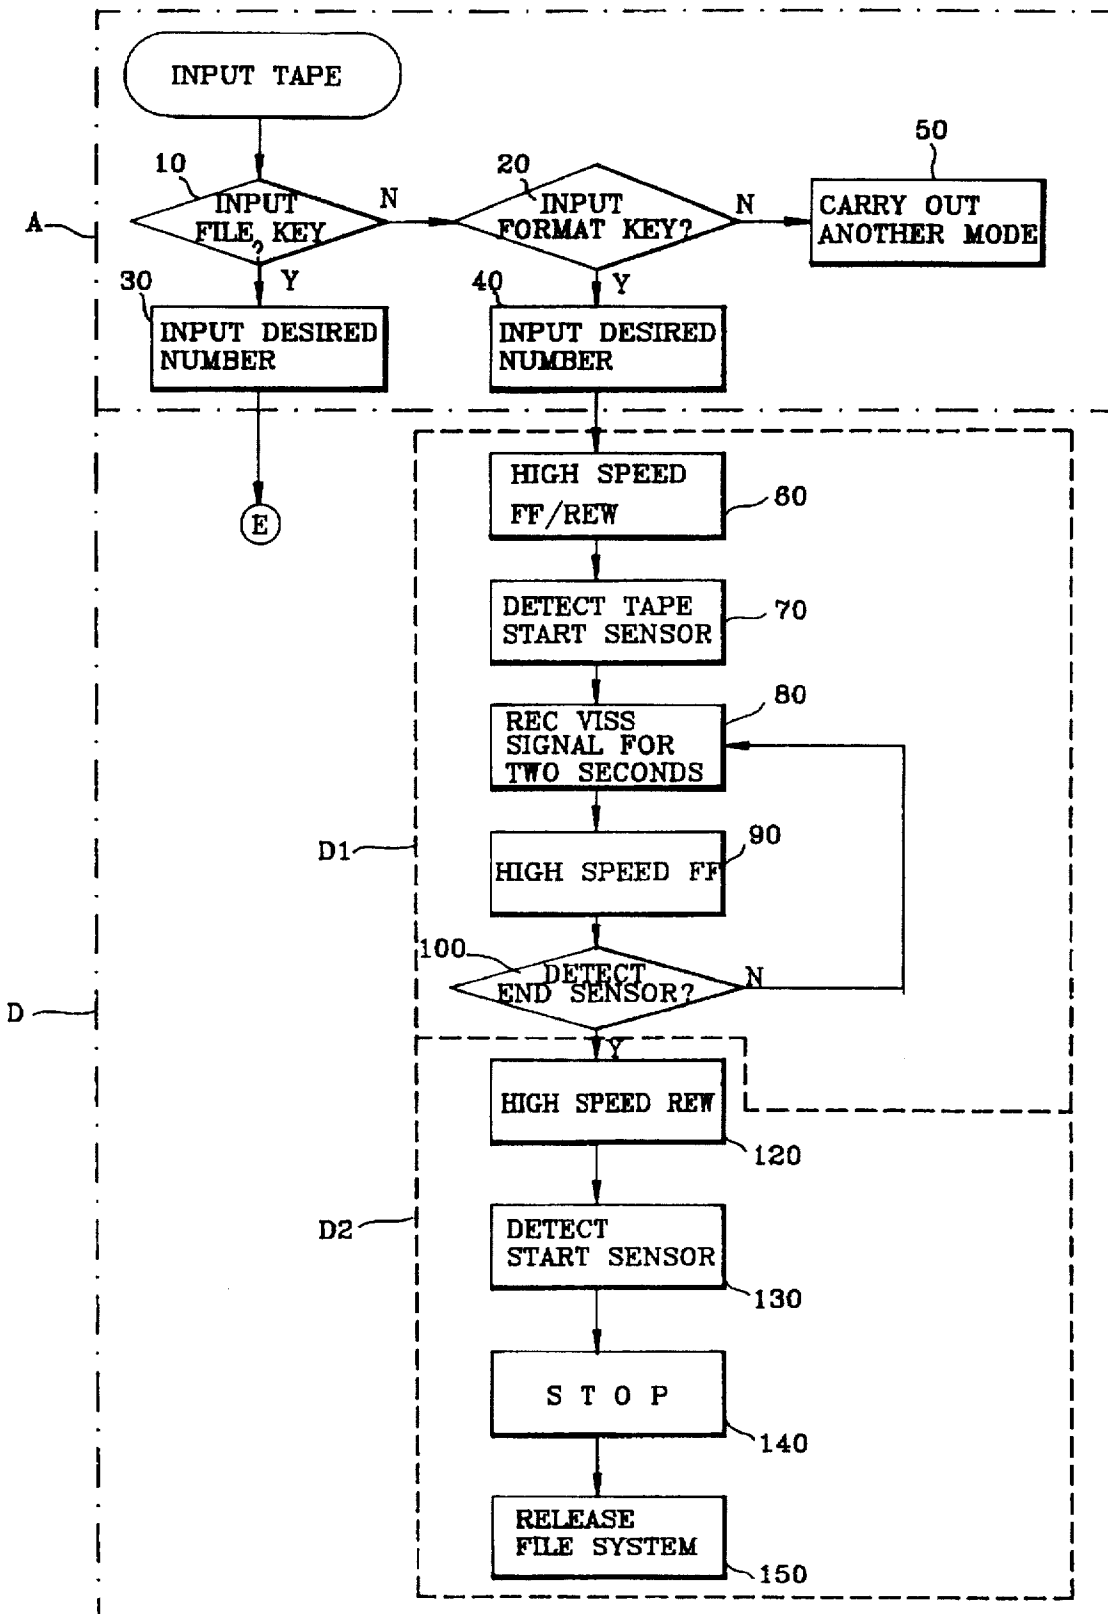 INPUT TAPE
10
INPUT
FILE KEY
?
N
20
INPUT
FORMAT KEY?
N
50
CARRY OUT
ANOTHER MODE
A
Y
30
INPUT DESIRED
NUMBER
Y
40
INPUT DESIRED
NUMBER
E
HIGH SPEED
FF/REW
60
DETECT TAPE
START SENSOR
70
80
REC VISS
SIGNAL FOR
TWO SECONDS
D1
90
HIGH SPEED FF
100
DETECT
END SENSOR?
N
D
Y
HIGH SPEED REW
120
D2
DETECT
START SENSOR
130
S T O P
140
RELEASE
FILE SYSTEM
150